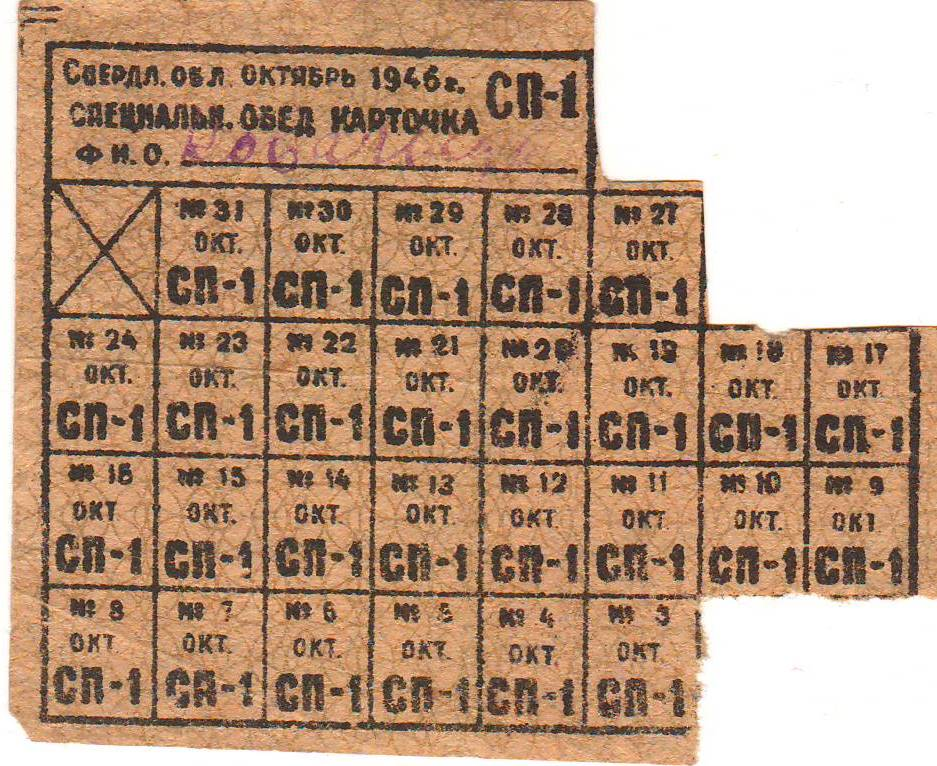 СВЕРДЛ. ОБЛ. ОКТЯБРЬ 1946 г. СП-1
СПЕЦИАЛЬН. ОБЕД КАРТОЧКА
Ф И. О.
№ 31 № 30 № 29 № 28 № 27
ОКТ. ОКТ. ОКТ. ОКТ. ОКТ.
СП-1 СП-1 СП-1 СП-1 СП-1
№ 24 № 23 № 22 № 21 № 20 № 19 № 18 № 17
ОКТ. ОКТ. ОКТ. ОКТ. ОКТ. ОКТ. ОКТ. ОКТ.
СП-1 СП-1 СП-1 СП-1 СП-1 СП-1 СП-1 СП-1
№ 16 № 15 № 14 № 13 № 12 № 11 № 10 № 9
ОКТ ОКТ. ОКТ. ОКТ. ОКТ. ОКТ. ОКТ. ОКТ
СП-1 СП-1 СП-1 СП-1 СП-1 СП-1 СП-1 СП-1
№ 8 № 7 № 6 № 5 № 4 № 3
ОКТ ОКТ. ОКТ. ОКТ. ОКТ. ОКТ.
СП-1 СП-1 СП-1 СП-1 СП-1 СП-1